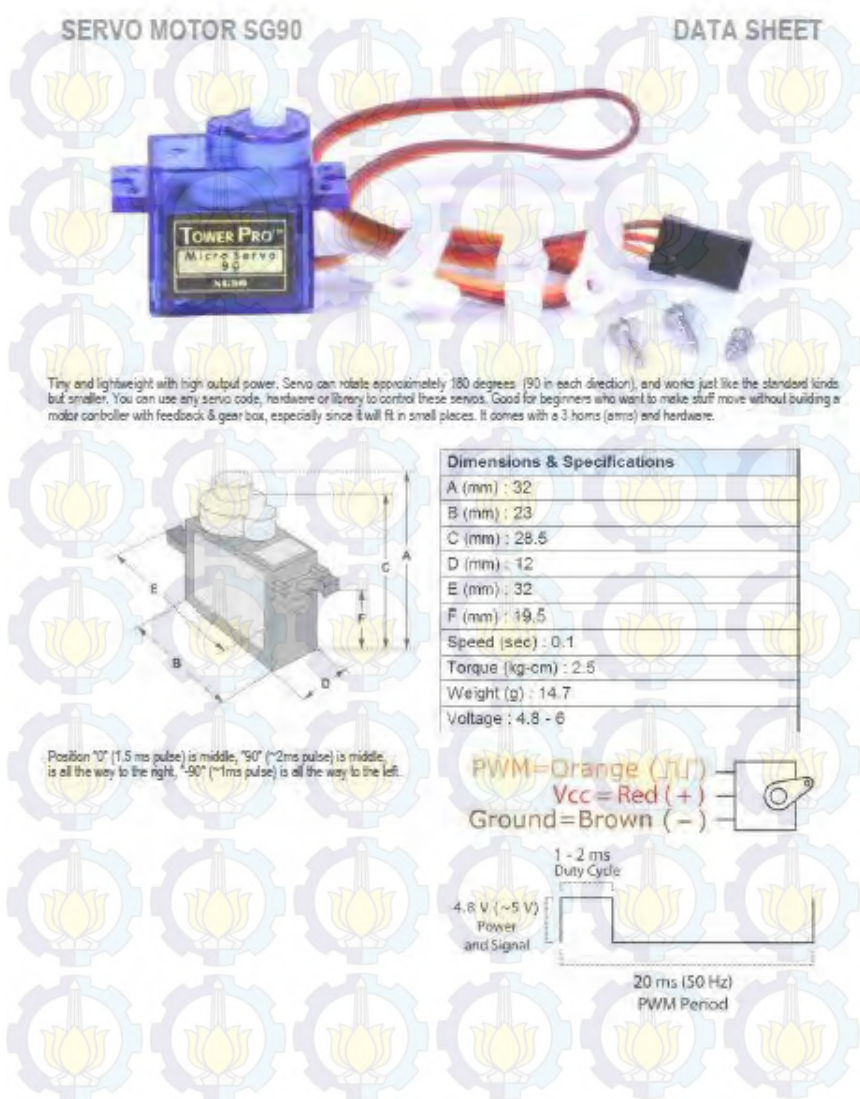 SERVO MOTOR SG90 DATA SHEET
TOWER PRO™
Micro Servo
90
SG90
Tiny and lightweight with high output power. Servo can rotate approximately 180 degrees (90 in each direction), and works just like the standard kinds
but smaller. You can use any servo code, hardware or library to control these servos. Good for beginners who want to make stuff move without building a
motor controller with feedback & gear box, especially since it will fit in small places. It comes with a 3 horns (arms) and hardware.
A
C
E
F
B
D
Dimensions & Specifications
A (mm) : 32
B (mm) : 23
C (mm) : 28.5
D (mm) : 12
E (mm) : 32
F (mm) : 19.5
Speed (sec) : 0.1
Torque (kg-cm) : 2.5
Weight (g) : 14.7
Voltage : 4.8 - 6
Position "0" (1.5 ms pulse) is middle, "90" (~2ms pulse) is middle,
is all the way to the right, "-90" (~1ms pulse) is all the way to the left.
PWM=Orange (⎍⎍)
Vcc = Red ( + )
Ground=Brown ( − )
1 - 2 ms
Duty Cycle
4.8 V (~5 V)
Power
and Signal
20 ms (50 Hz)
PWM Period